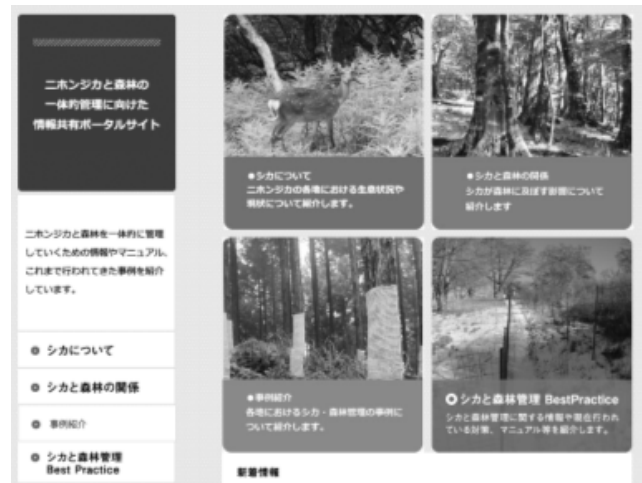 ニホンジカと森林の
一体的管理に向けた
情報共有ポータルサイト
ニホンジカと森林を一体的に管理
していくための情報やマニュアル、
これまで行われてきた事例を紹介
しています。
シカについて
シカと森林の関係
事例紹介
シカと森林管理
Best Practice
●シカについて
ニホンジカの各地における生息状況や
現状について紹介します。
●シカと森林の関係
シカが森林に及ぼす影響について
紹介します
●事例紹介
各地におけるシカ・森林管理の事例に
ついて紹介します。
シカと森林管理 BestPractice
シカと森林管理に関する情報や現在行われ
ている対策、マニュアル等を紹介します。
新着情報